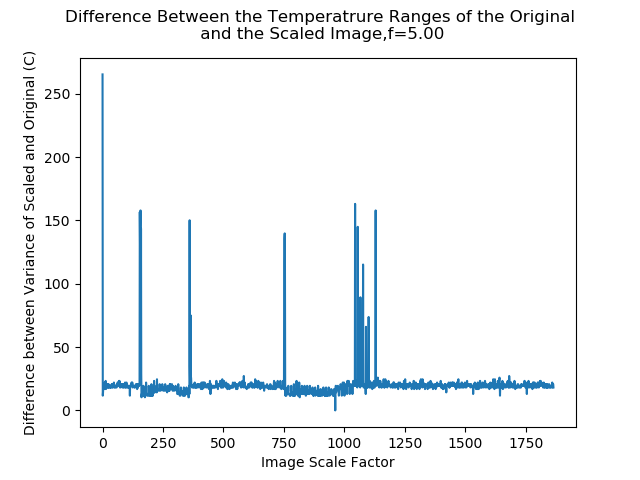 Difference Between the Temperatrure Ranges of the Original
and the Scaled Image,f=5.00
Difference between Variance of Scaled and Original (C)
250
200
150
100
50
0
0 250 500 750 1000 1250 1500 1750
Image Scale Factor